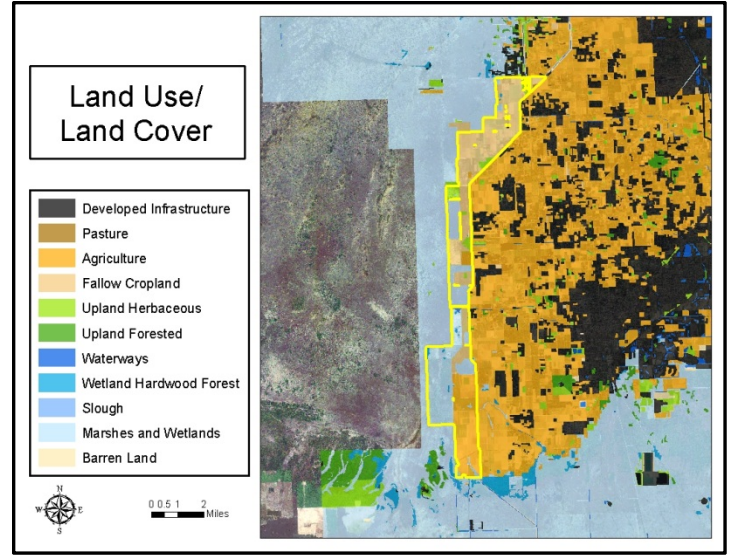 Land Use/
Land Cover
Developed Infrastructure
Pasture
Agriculture
Fallow Cropland
Upland Herbaceous
Upland Forested
Waterways
Wetland Hardwood Forest
Slough
Marshes and Wetlands
Barren Land
N
W E
S
0 0.5 1 2
Miles